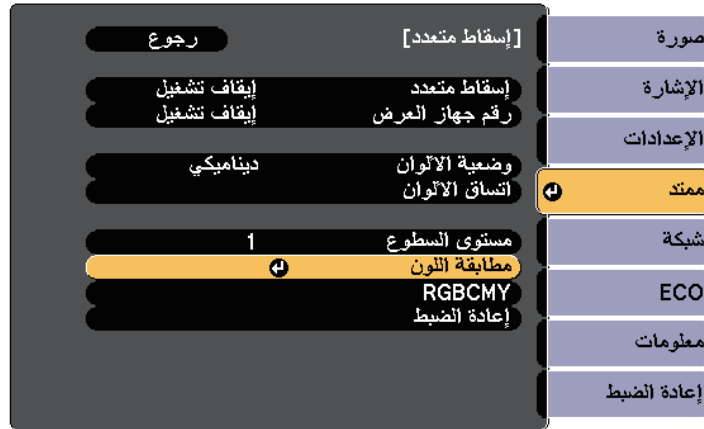 صورة
الإشارة
الإعدادات
ممتد
شبكة
ECO
معلومات
إعادة الضبط
[إسقاط متعدد] رجوع
إسقاط متعدد إيقاف تشغيل
رقم جهاز العرض إيقاف تشغيل
وضعية الألوان ديناميكي
اتساق الألوان
مستوى السطوع 1
مطابقة اللون
RGBCMY
إعادة الضبط